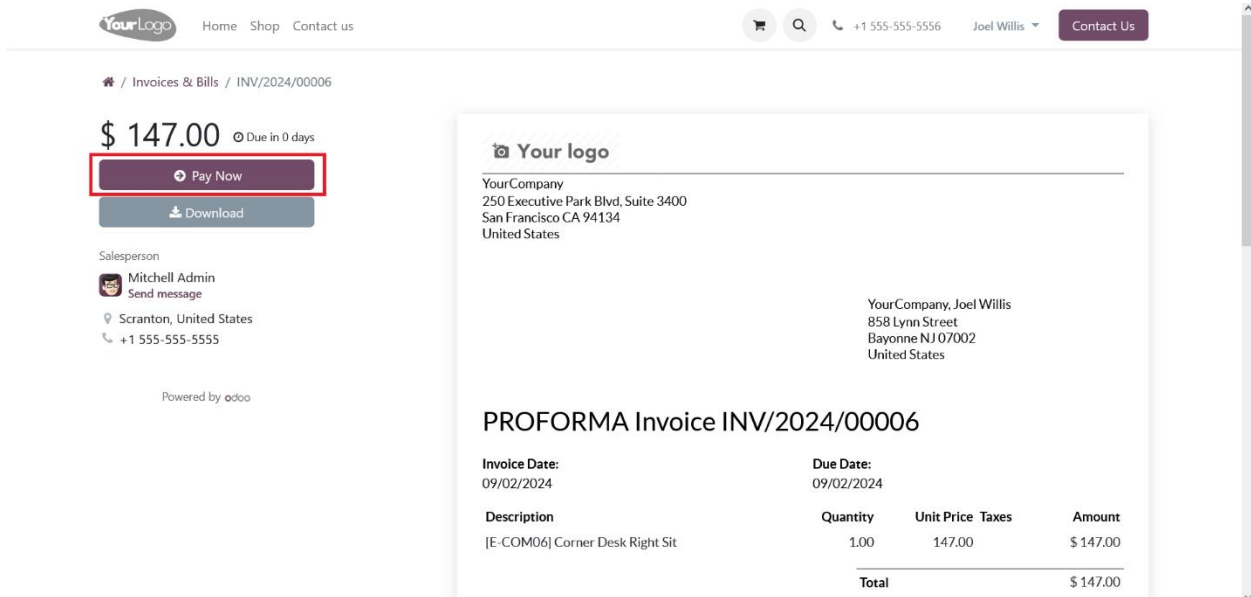 YourLogo Home Shop Contact us +1 555-555-5556 Joel Willis Contact Us
/ Invoices & Bills / INV/2024/00006
$ 147.00 Due in 0 days
Pay Now
Download
Salesperson
Mitchell Admin
Send message
Scranton, United States
+1 555-555-5555
Powered by odoo
Your logo
YourCompany
250 Executive Park Blvd, Suite 3400
San Francisco CA 94134
United States
YourCompany, Joel Willis
858 Lynn Street
Bayonne NJ 07002
United States
PROFORMA Invoice INV/2024/00006
Invoice Date: Due Date:
09/02/2024 09/02/2024
Description Quantity Unit Price Taxes Amount
[E-COM06] Corner Desk Right Sit 1.00 147.00 $ 147.00
Total $ 147.00